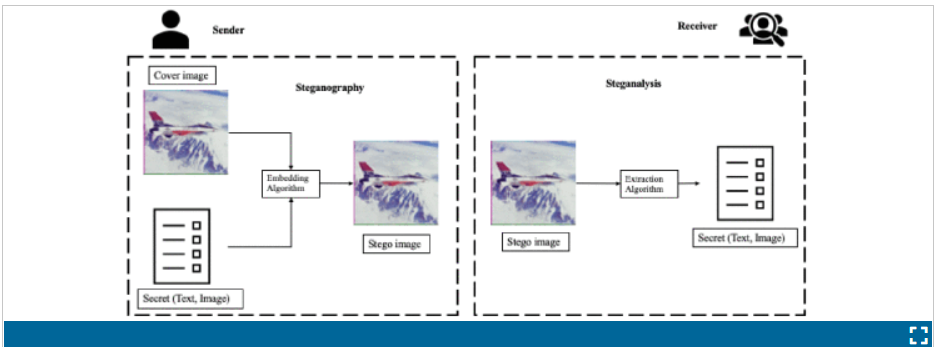 Sender
Receiver
Cover image
Steganography
Embedding
Algorithm
Stego image
Secret (Text, Image)
Steganalysis
Extraction
Algorithm
Stego image
Secret (Text, Image)